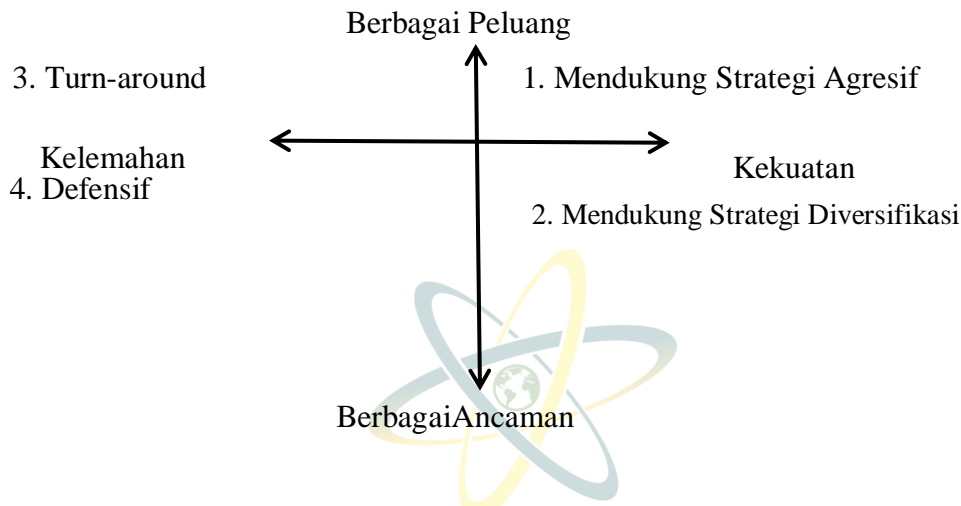 Berbagai Peluang
3. Turn-around
1. Mendukung Strategi Agresif
Kelemahan
Kekuatan
4. Defensif
2. Mendukung Strategi Diversifikasi
BerbagaiAncaman